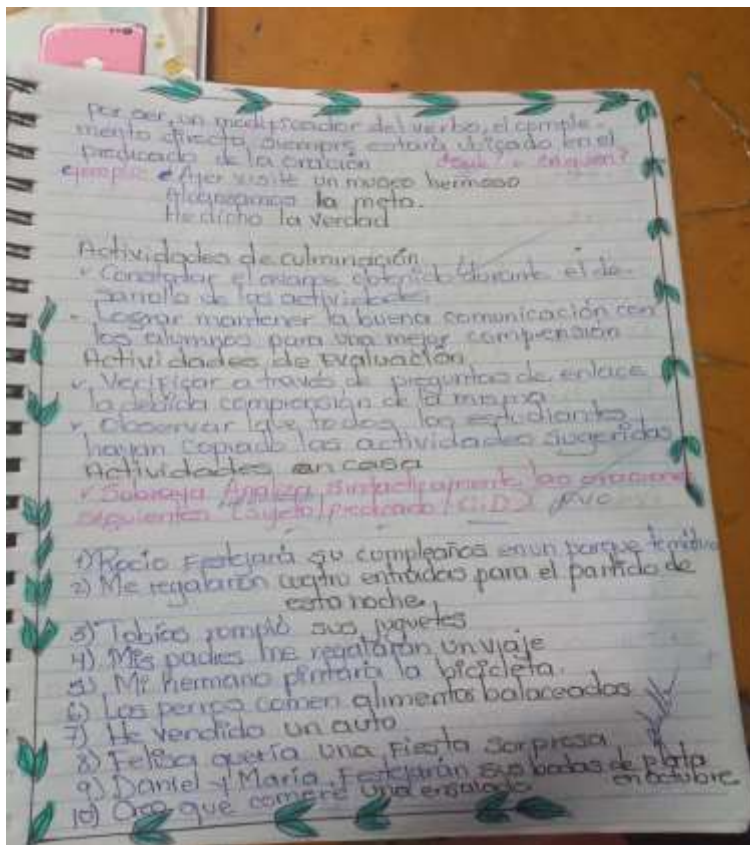 Por ser, un modificador del verbo, el comple-
mento directo, siempre estará ubicado en el
predicado de la oración ¿qué? o ¿a quién?
ejemplo: Ayer visité un museo hermoso
Alcanzamos la meta.
He dicho la verdad
Actividades de culminación
Constatar el avance obtenido durante el de-
sarrollo de las actividades
Lograr mantener la buena comunicación con
los alumnos para una mejor comprensión
Actividades de Evaluación
Verificar a través de preguntas de enlace
la debida comprensión de la misma
Observar que todos los estudiantes
hayan copiado las actividades sugeridas
Actividades en casa
Subraya Analiza sintacticamente las oraciones
siguientes (sujeto/predicado/C.D)
1) Rocio Festejará su cumpleaños en un parque
2) Me regalaron cuatro entradas para el partido de
esta noche.
3) Tobías rompió sus juguetes
4) Mis padres me regalaron un viaje
5) Mi hermano pintará la bicicleta.
6) Los perros comen alimentos balaceados
7) He vendido un auto
8) Felisa quería una Fiesta sorpresa
9) Daniel y María Festejarán sus bodas de plata
en octubre.
10) Creo que comeré una ensalada